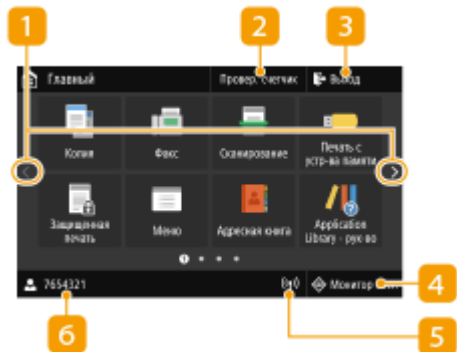 1
2
3
Главный
Провер. счетчик
Выход
Копия
Факс
Сканирование
Печать с
устр-ва памяти
Защищенная
печать
Меню
Адресная книга
Application
Library - рук-во
7654321
Монитор
4
5
6